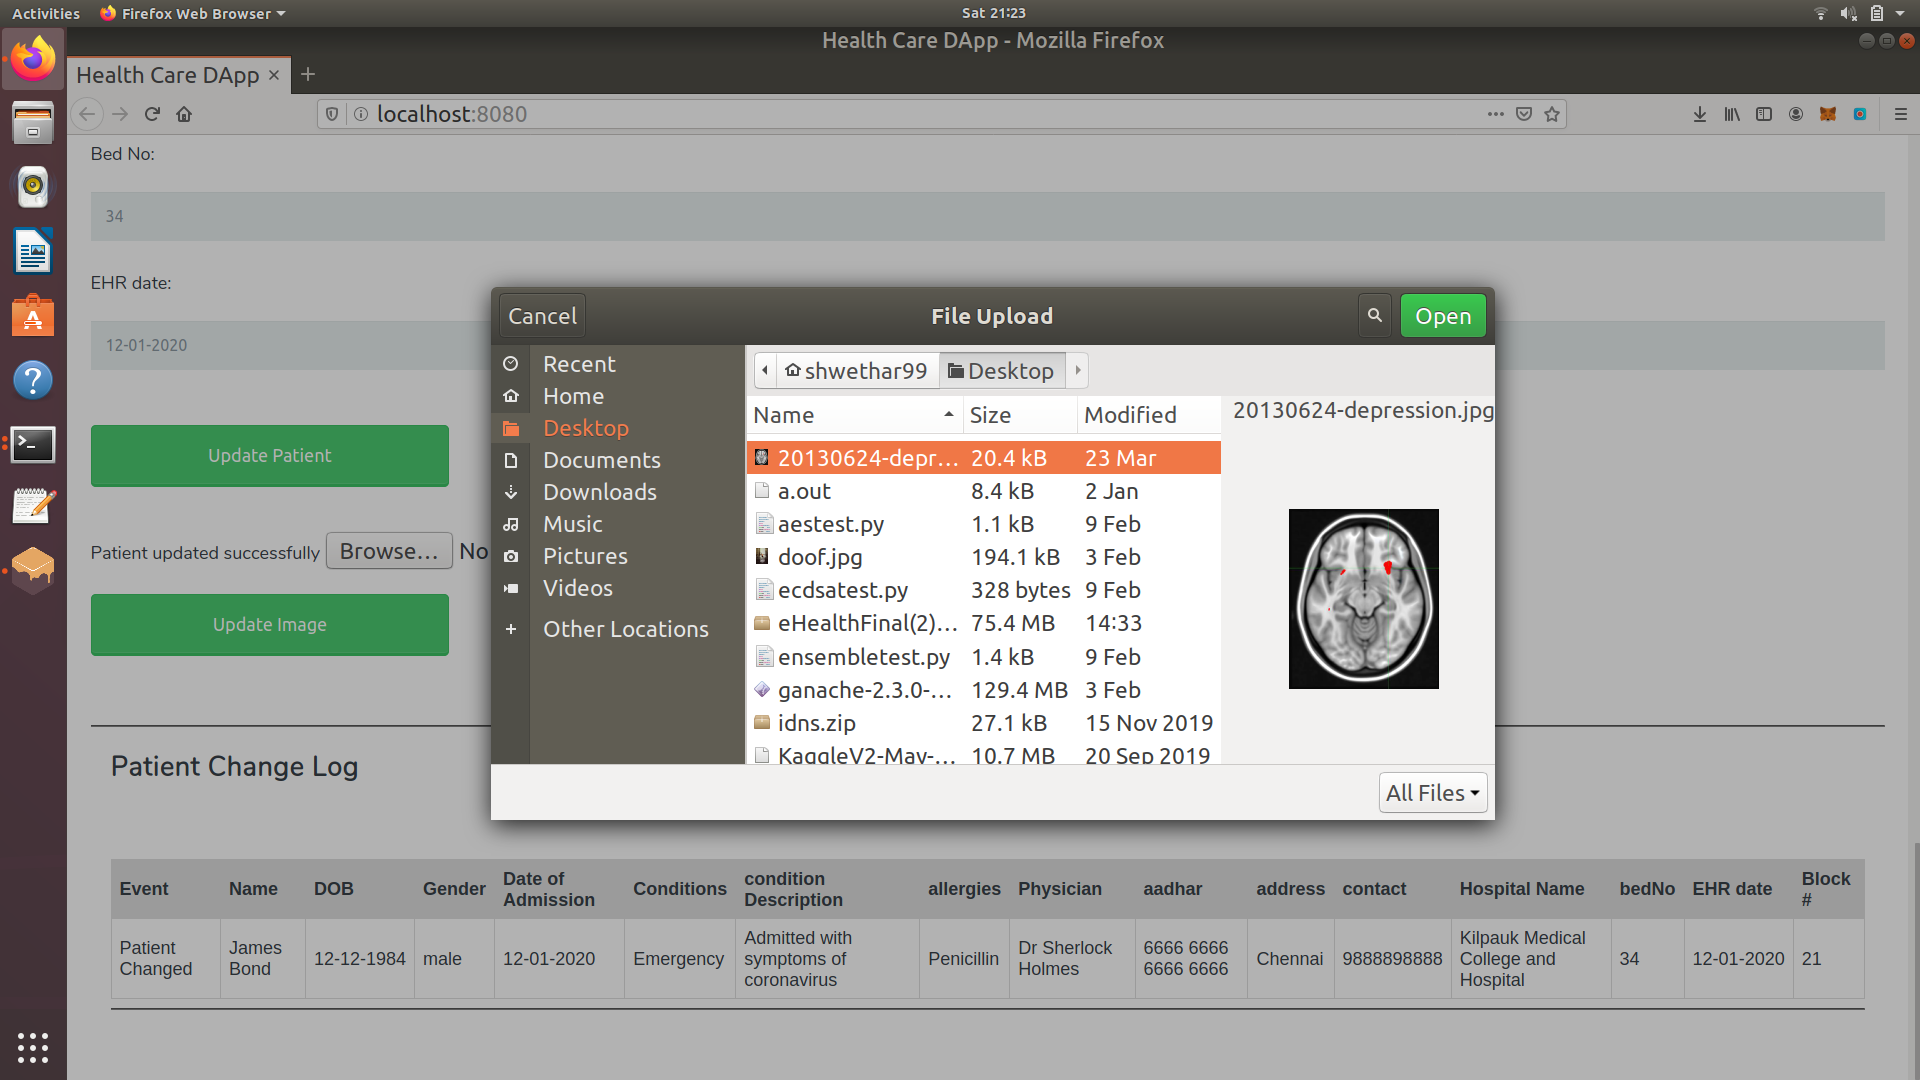 Activities
Firefox Web Browser
Sat 21:23
Health Care DApp - Mozilla Firefox
Health Care DApp
localhost:8080
Bed No:
34
EHR date:
12-01-2020
Update Patient
Patient updated successfully
Browse...
No
Update Image
Cancel
File Upload
Open
Recent
Home
Desktop
Documents
Downloads
Music
Pictures
Videos
Other Locations
shwethar99
Desktop
Name Size Modified
20130624-depr... 20.4 kB 23 Mar
a.out 8.4 kB 2 Jan
aestest.py 1.1 kB 9 Feb
doof.jpg 194.1 kB 3 Feb
ecdsatest.py 328 bytes 9 Feb
eHealthFinal(2)... 75.4 MB 14:33
ensembletest.py 1.4 kB 9 Feb
ganache-2.3.0-... 129.4 MB 3 Feb
idns.zip 27.1 kB 15 Nov 2019
KaggleV2-May-... 10.7 MB 20 Sep 2019
20130624-depression.jpg
All Files
Patient Change Log
Event Name DOB Gender Date of Admission Conditions condition Description allergies Physician aadhar address contact Hospital Name bedNo EHR date Block #
Patient Changed James Bond 12-12-1984 male 12-01-2020 Emergency Admitted with symptoms of coronavirus Penicillin Dr Sherlock Holmes 6666 6666 6666 6666 Chennai 9888898888 Kilpauk Medical College and Hospital 34 12-01-2020 21